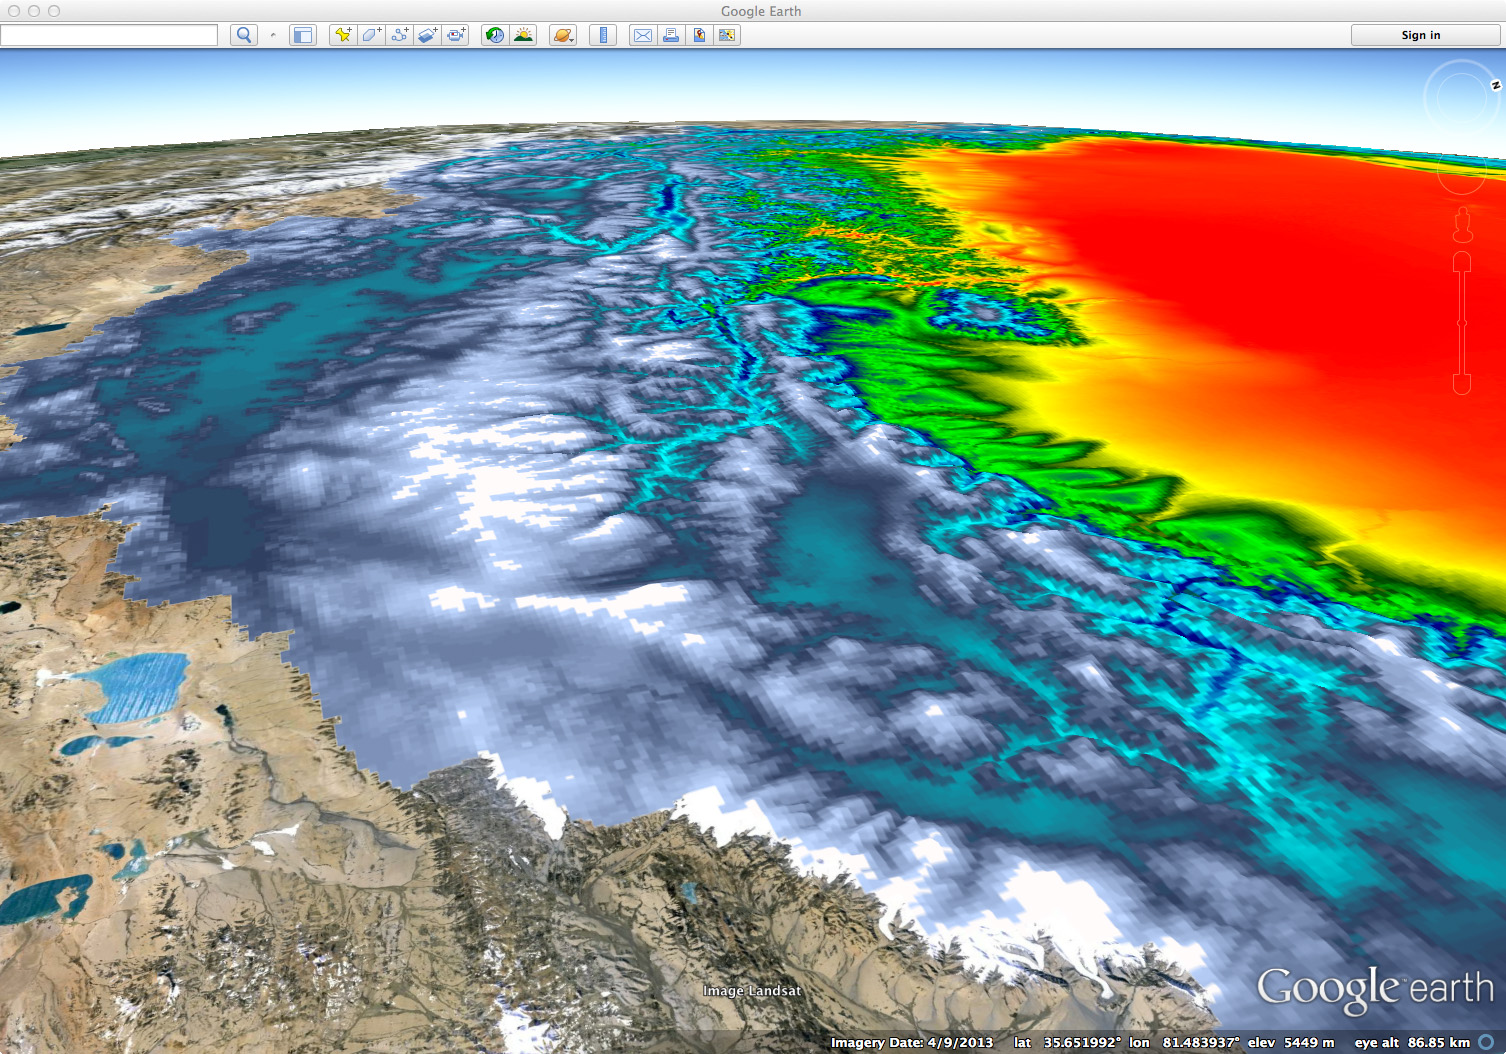 Google Earth
Sign in
N
Image Landsat
Google earth
Imagery Date: 4/9/2013 lat 35.651992° lon 81.483937° elev 5449 m eye alt 86.85 km